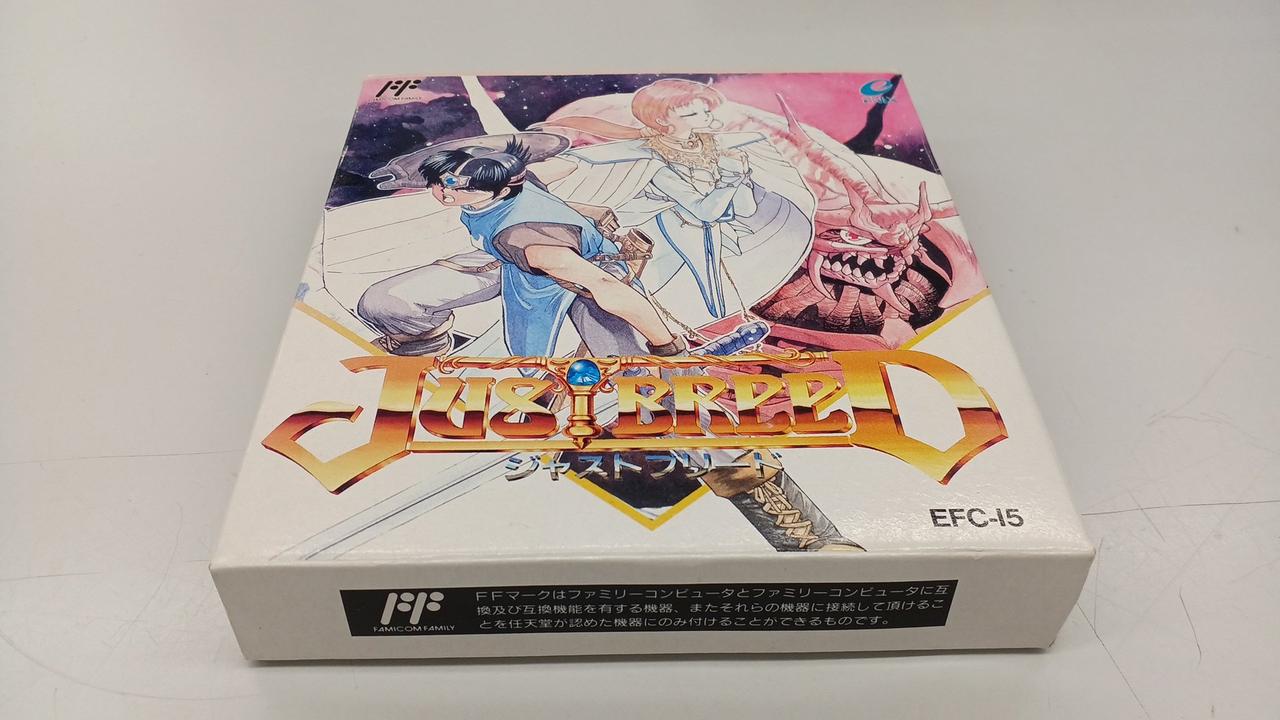 FAMICOM FAMILY
ENIX
JUST BREED
ジャストブリード
EFC-I5
FAMICOM FAMILY
FFマークはファミリーコンピュータとファミリーコンピュータに互
換及び互換機能を有する機器、またそれらの機器に接続して頂けるこ
とを任天堂が認めた機器にのみ付けることができるものです。